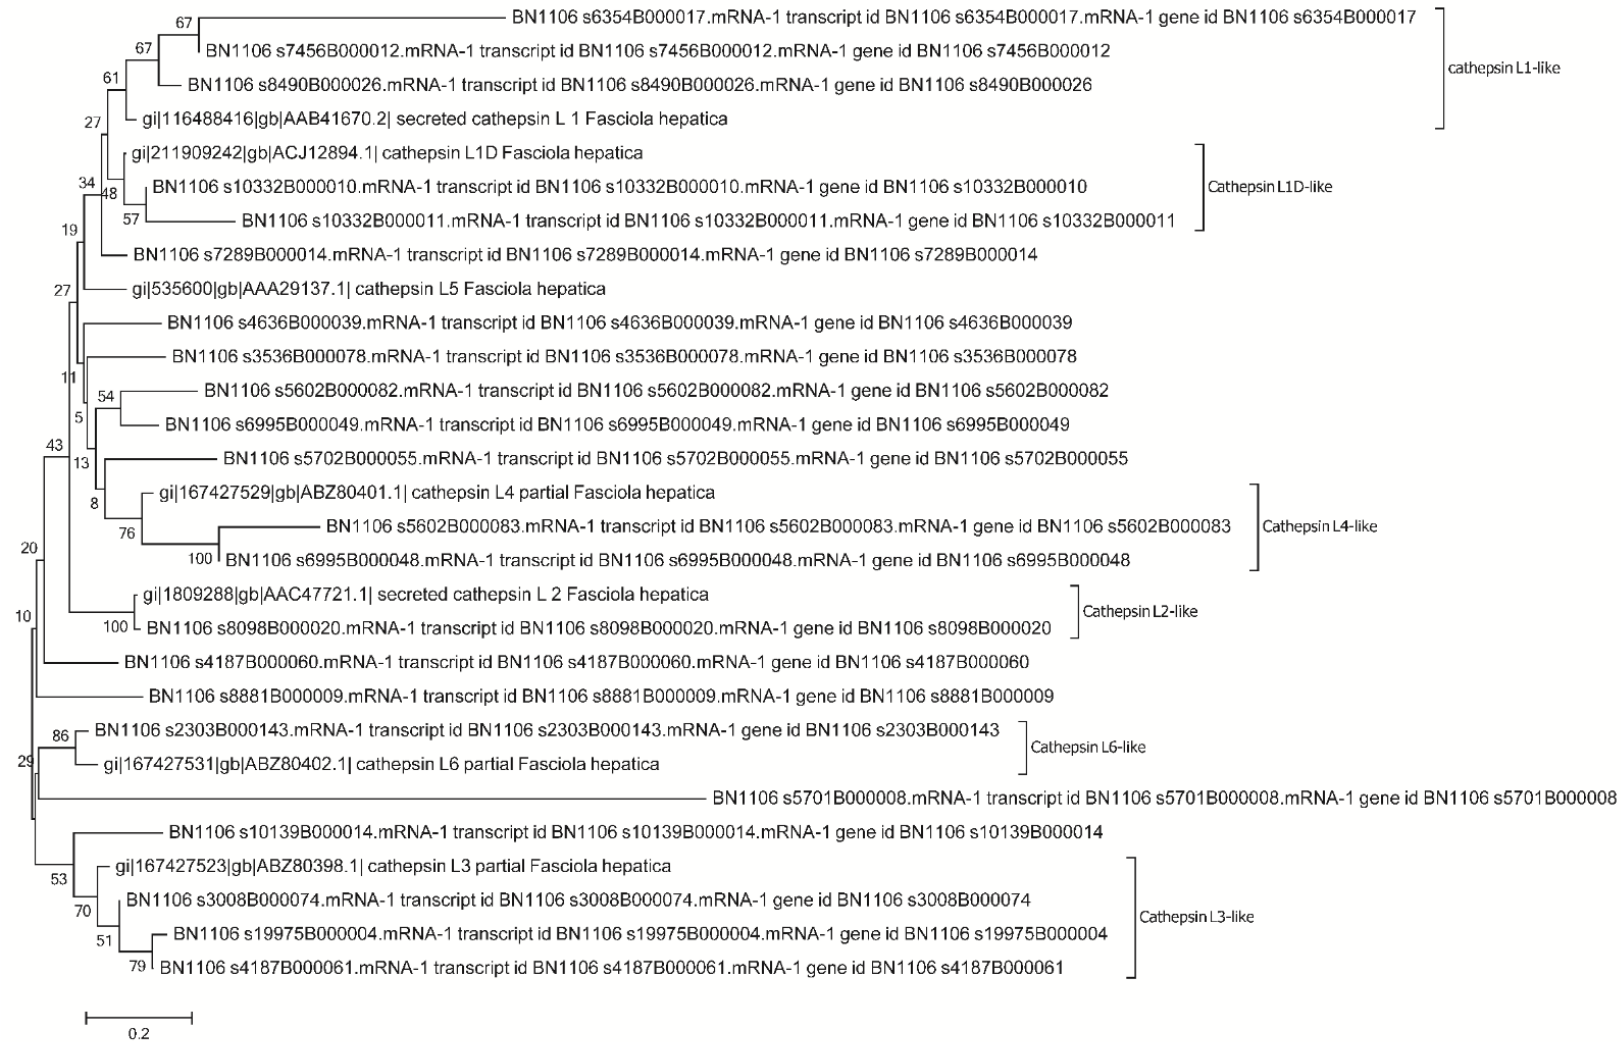 67
BN1106 s6354B000017.mRNA-1 transcript id BN1106 s6354B000017.mRNA-1 gene id BN1106 s6354B000017
67
BN1106 s7456B000012.mRNA-1 transcript id BN1106 s7456B000012.mRNA-1 gene id BN1106 s7456B000012
cathepsin L1-like
61
BN1106 s8490B000026.mRNA-1 transcript id BN1106 s8490B000026.mRNA-1 gene id BN1106 s8490B000026
27
gi|116488416|gb|AAB41670.2| secreted cathepsin L 1 Fasciola hepatica
gi|211909242|gb|ACJ12894.1| cathepsin L1D Fasciola hepatica
34
48
BN1106 s10332B000010.mRNA-1 transcript id BN1106 s10332B000010.mRNA-1 gene id BN1106 s10332B000010
Cathepsin L1D-like
57
BN1106 s10332B000011.mRNA-1 transcript id BN1106 s10332B000011.mRNA-1 gene id BN1106 s10332B000011
19
BN1106 s7289B000014.mRNA-1 transcript id BN1106 s7289B000014.mRNA-1 gene id BN1106 s7289B000014
27
gi|535600|gb|AAA29137.1| cathepsin L5 Fasciola hepatica
BN1106 s4636B000039.mRNA-1 transcript id BN1106 s4636B000039.mRNA-1 gene id BN1106 s4636B000039
BN1106 s3536B000078.mRNA-1 transcript id BN1106 s3536B000078.mRNA-1 gene id BN1106 s3536B000078
11
54
BN1106 s5602B000082.mRNA-1 transcript id BN1106 s5602B000082.mRNA-1 gene id BN1106 s5602B000082
5
BN1106 s6995B000049.mRNA-1 transcript id BN1106 s6995B000049.mRNA-1 gene id BN1106 s6995B000049
43
13
BN1106 s5702B000055.mRNA-1 transcript id BN1106 s5702B000055.mRNA-1 gene id BN1106 s5702B000055
8
gi|167427529|gb|ABZ80401.1| cathepsin L4 partial Fasciola hepatica
76
BN1106 s5602B000083.mRNA-1 transcript id BN1106 s5602B000083.mRNA-1 gene id BN1106 s5602B000083
Cathepsin L4-like
100
BN1106 s6995B000048.mRNA-1 transcript id BN1106 s6995B000048.mRNA-1 gene id BN1106 s6995B000048
20
gi|1809288|gb|AAC47721.1| secreted cathepsin L 2 Fasciola hepatica
Cathepsin L2-like
10
100
BN1106 s8098B000020.mRNA-1 transcript id BN1106 s8098B000020.mRNA-1 gene id BN1106 s8098B000020
BN1106 s4187B000060.mRNA-1 transcript id BN1106 s4187B000060.mRNA-1 gene id BN1106 s4187B000060
BN1106 s8881B000009.mRNA-1 transcript id BN1106 s8881B000009.mRNA-1 gene id BN1106 s8881B000009
86
BN1106 s2303B000143.mRNA-1 transcript id BN1106 s2303B000143.mRNA-1 gene id BN1106 s2303B000143
Cathepsin L6-like
29
gi|167427531|gb|ABZ80402.1| cathepsin L6 partial Fasciola hepatica
BN1106 s5701B000008.mRNA-1 transcript id BN1106 s5701B000008.mRNA-1 gene id BN1106 s5701B000008
BN1106 s10139B000014.mRNA-1 transcript id BN1106 s10139B000014.mRNA-1 gene id BN1106 s10139B000014
53
gi|167427523|gb|ABZ80398.1| cathepsin L3 partial Fasciola hepatica
70
BN1106 s3008B000074.mRNA-1 transcript id BN1106 s3008B000074.mRNA-1 gene id BN1106 s3008B000074
Cathepsin L3-like
51
BN1106 s19975B000004.mRNA-1 transcript id BN1106 s19975B000004.mRNA-1 gene id BN1106 s19975B000004
79
BN1106 s4187B000061.mRNA-1 transcript id BN1106 s4187B000061.mRNA-1 gene id BN1106 s4187B000061
0.2